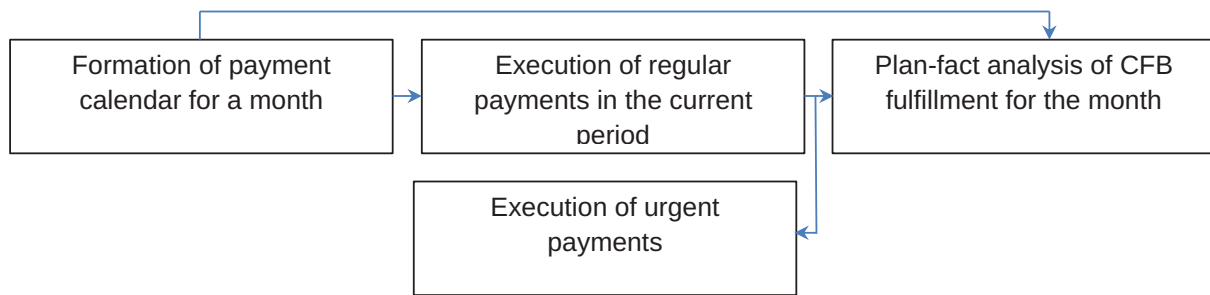 Formation of payment
calendar for a month
Execution of regular
payments in the current
period
Plan-fact analysis of CFB
fulfillment for the month
Execution of urgent
payments